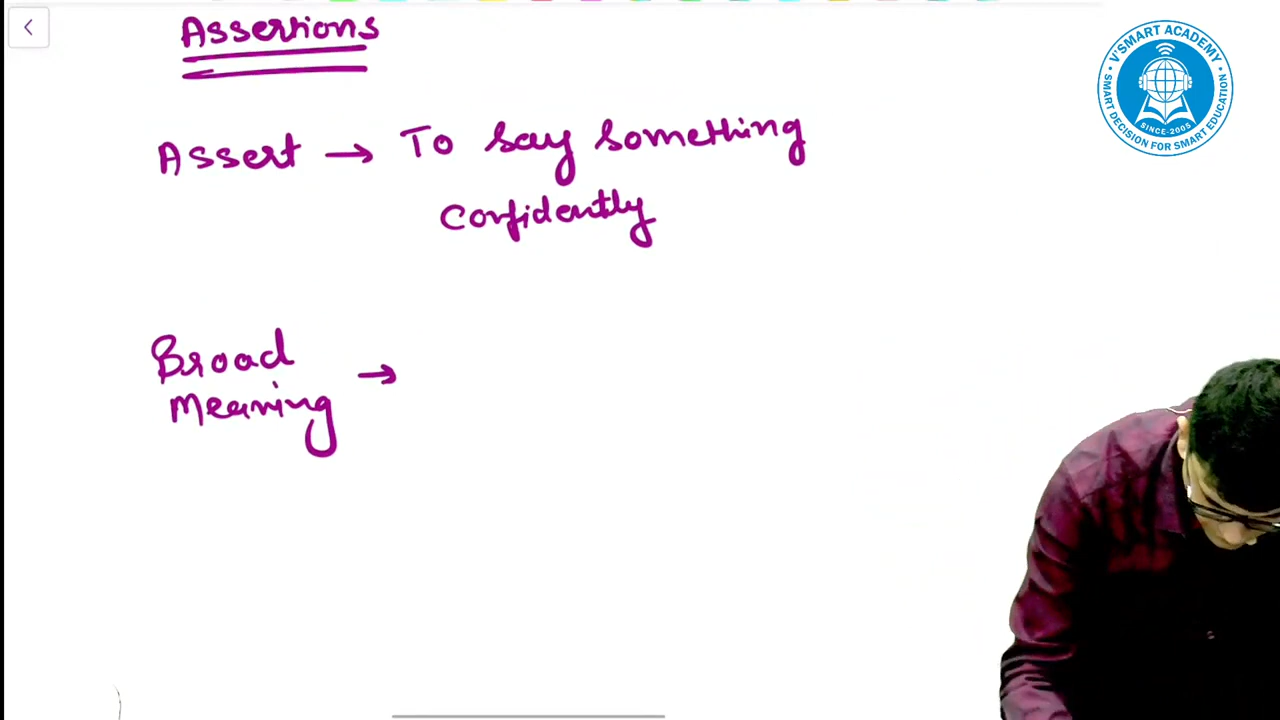 Assertions
Assert → To say something
confidently
Broad
Meaning →
V'SMART ACADEMY
SINCE-2005
SMART DECISION FOR SMART EDUCATION